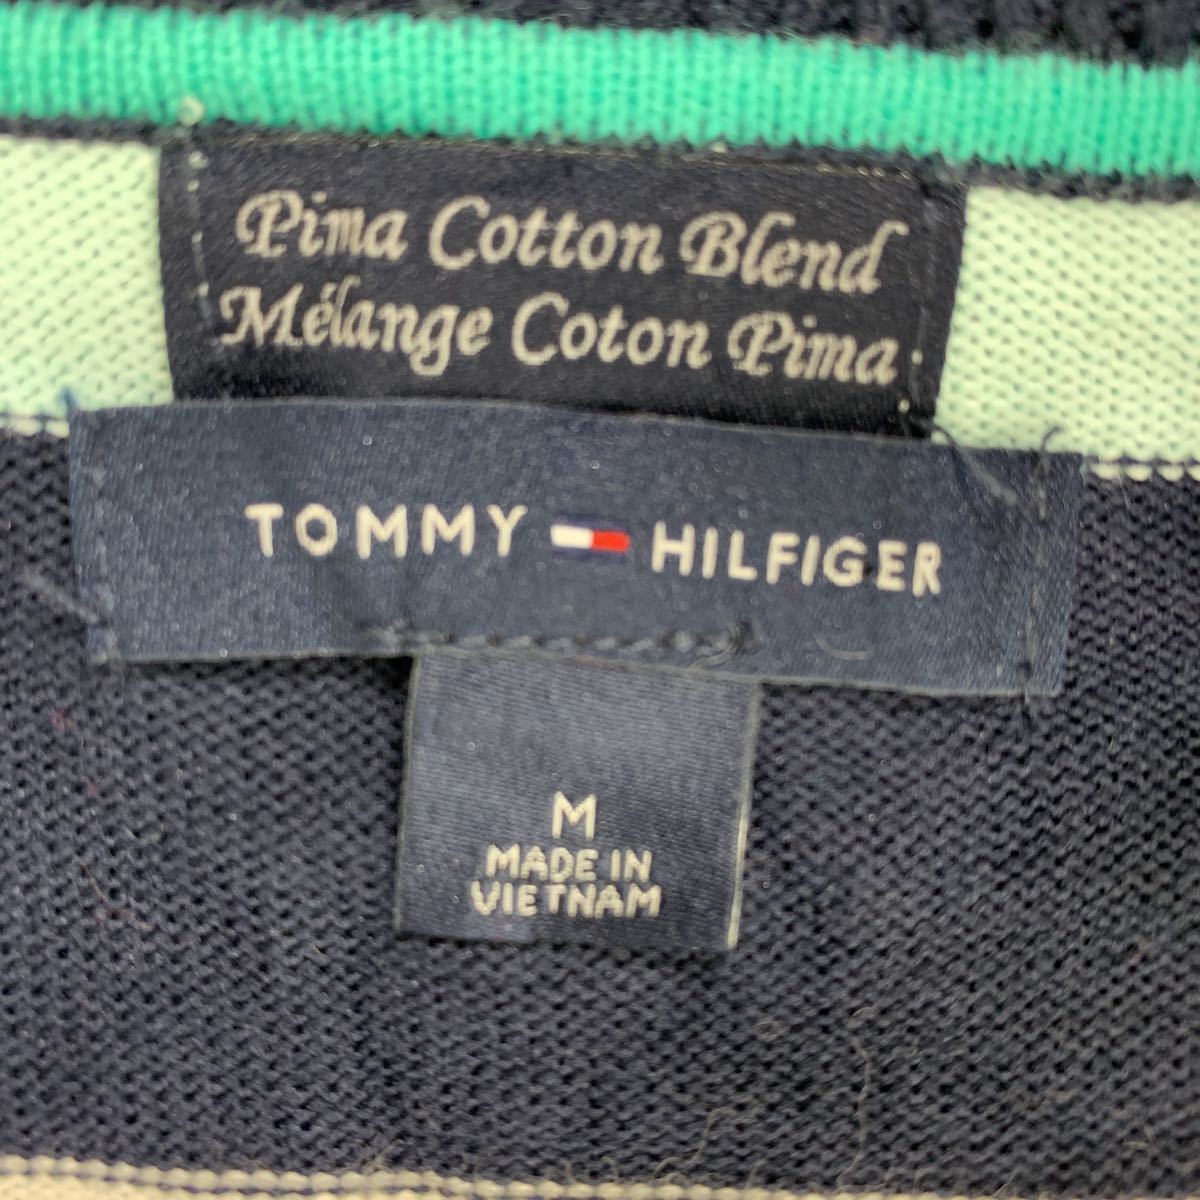 Pima Cotton Blend
Mélange Coton Pima
TOMMY HILFIGER
M
MADE IN
VIETNAM